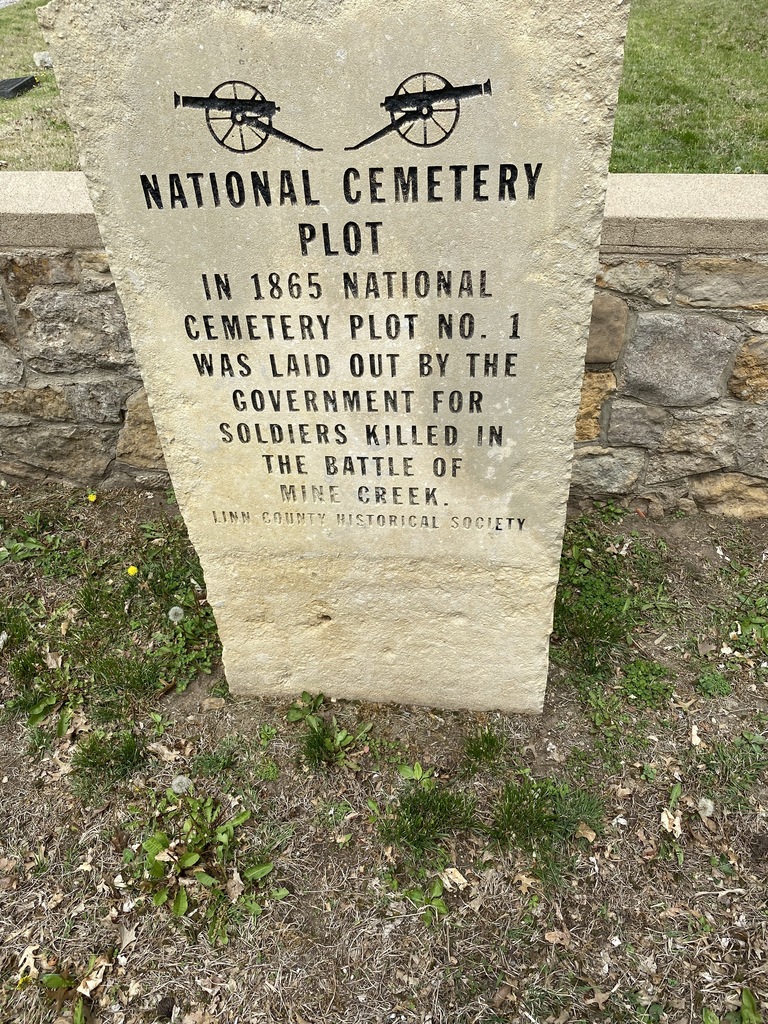 NATIONAL CEMETERY
PLOT
IN 1865 NATIONAL
CEMETERY PLOT NO. 1
WAS LAID OUT BY THE
GOVERNMENT FOR
SOLDIERS KILLED IN
THE BATTLE OF
MINE CREEK.
LINN COUNTY HISTORICAL SOCIETY